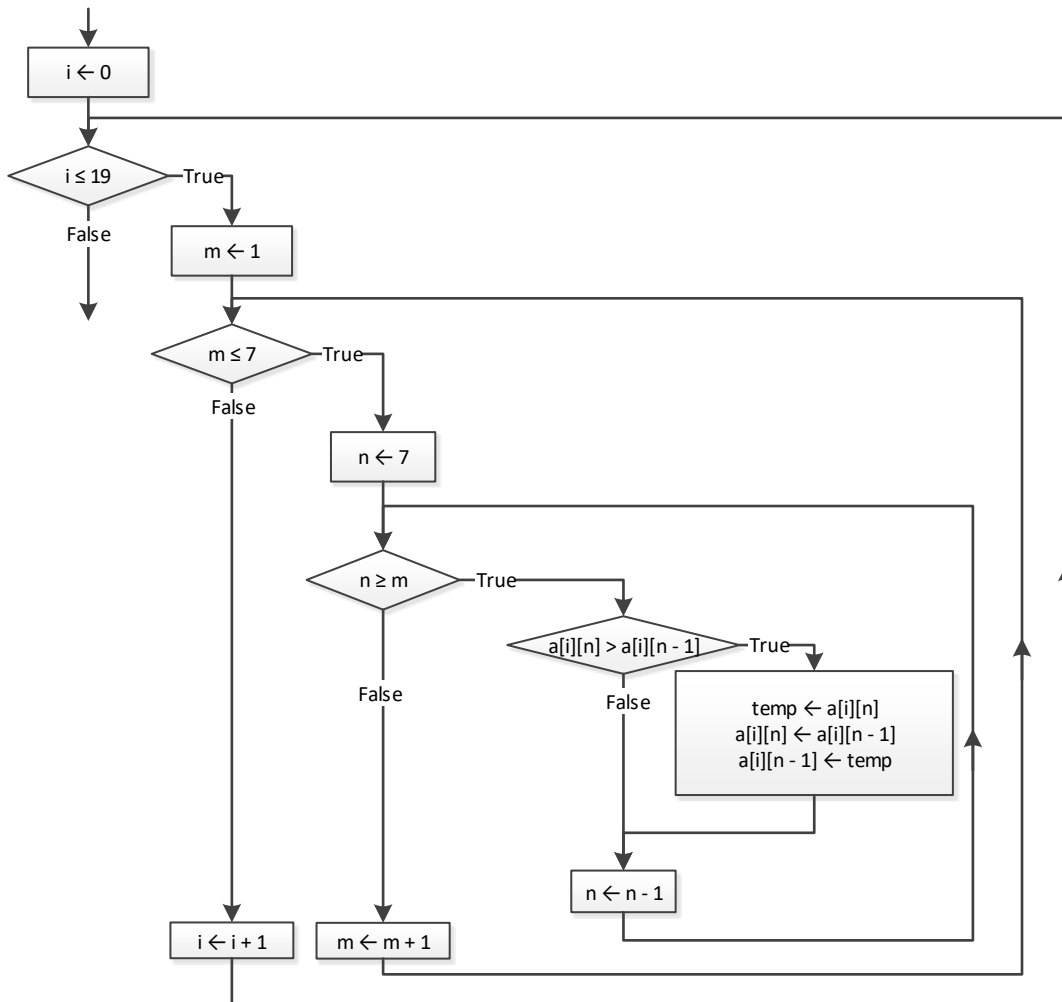 i ← 0
i ≤ 19
True
False
m ← 1
m ≤ 7
True
False
n ← 7
n ≥ m
True
a[i][n] > a[i][n - 1]
True
False
False
temp ← a[i][n]
a[i][n] ← a[i][n - 1]
a[i][n - 1] ← temp
n ← n - 1
i ← i + 1
m ← m + 1